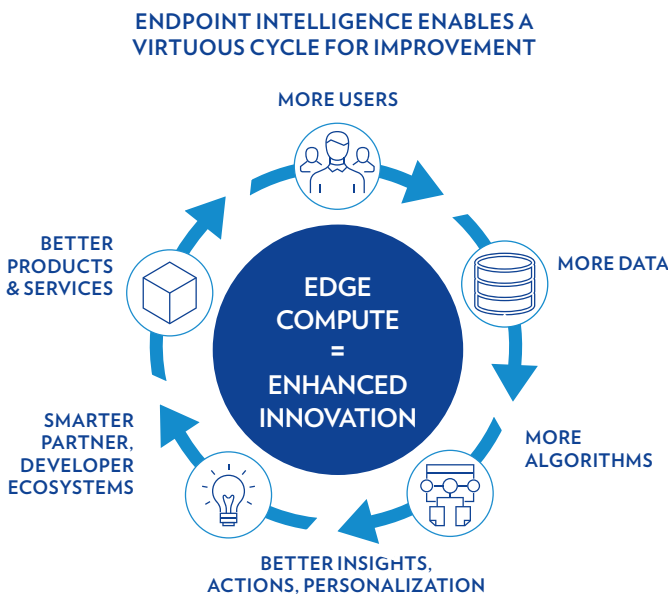 ENDPOINT INTELLIGENCE ENABLES A
VIRTUOUS CYCLE FOR IMPROVEMENT
MORE USERS
MORE DATA
MORE
ALGORITHMS
BETTER INSIGHTS,
ACTIONS, PERSONALIZATION
SMARTER
PARTNER,
DEVELOPER
ECOSYSTEMS
BETTER
PRODUCTS
& SERVICES
EDGE
COMPUTE
=
ENHANCED
INNOVATION